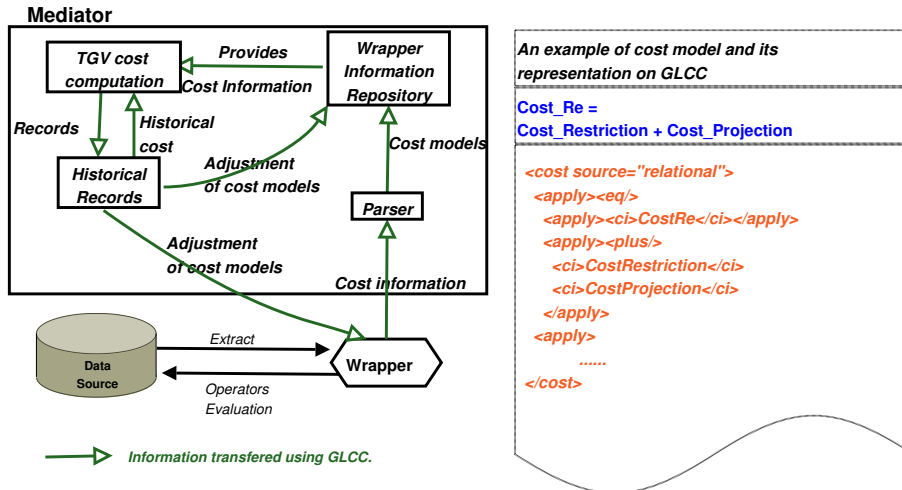 Mediator
TGV cost
computation
Provides
Cost Information
Wrapper
Information
Repository
Records
Historical
cost
Adjustment
of cost models
Cost models
Historical
Records
Parser
Adjustment
of cost models
Cost information
Data
Source
Extract
Operators
Evaluation
Wrapper
Information transfered using GLCC.
An example of cost model and its
representation on GLCC
Cost_Re =
Cost_Restriction + Cost_Projection
<cost source="relational">
<apply><eq/>
<apply><ci>CostRe</ci></apply>
<apply><plus/>
<ci>CostRestriction</ci>
<ci>CostProjection</ci>
</apply>
<apply>
......
</cost>